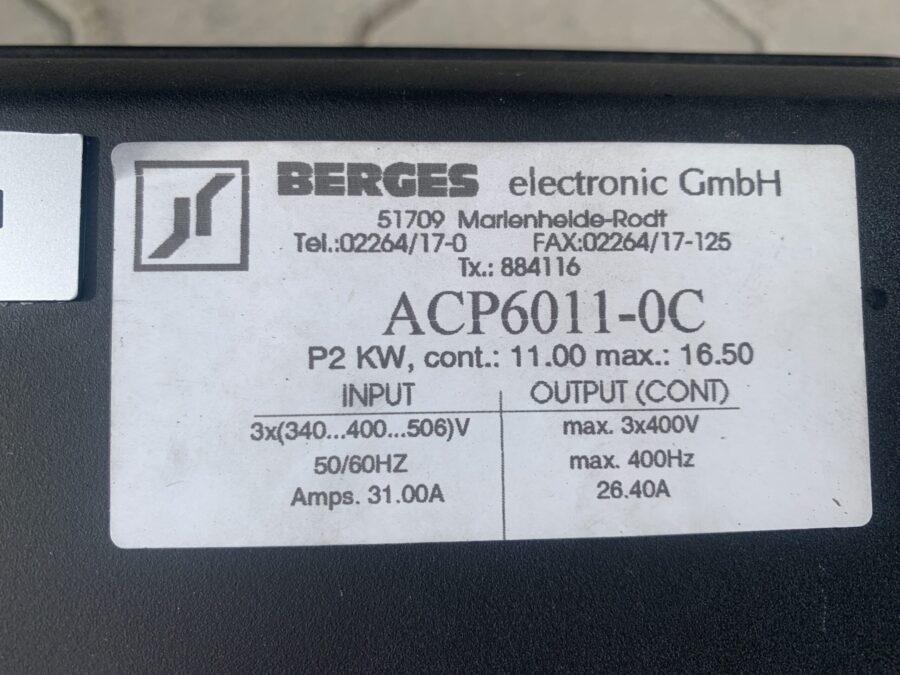 BERGES electronic GmbH
51709 Marienheide-Rodt
Tel.:02264/17-0 FAX:02264/17-125
Tx.: 884116
ACP6011-0C
P2 KW, cont.: 11.00 max.: 16.50
INPUT
OUTPUT (CONT)
3x(340...400...506)V
max. 3x400V
50/60HZ
max. 400Hz
Amps. 31.00A
26.40A